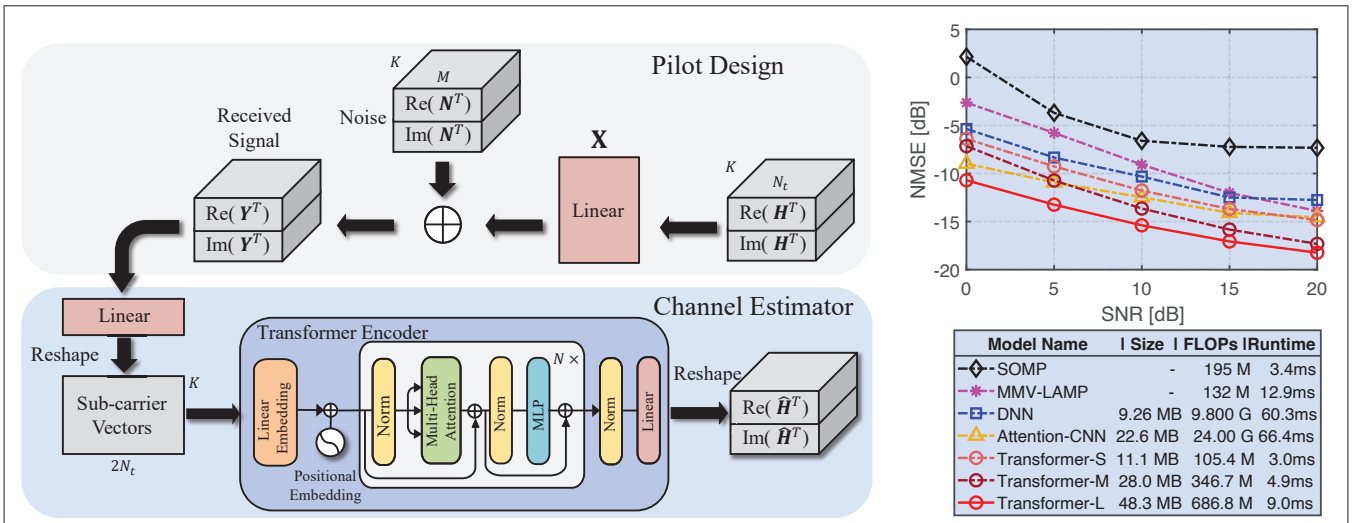 Pilot Design
K
M
Re( N^T)
Im( N^T)
Noise
Received
Signal
Re( Y^T)
Im( Y^T)
X
Linear
K
N_t
Re( H^T)
Im( H^T)
Channel Estimator
Linear
Reshape
K
Sub-carrier
Vectors
2N_t
Transformer Encoder
Linear
Embedding
Positional
Embedding
N ×
Norm
Multi-Head
Attention
Norm
MLP
Norm
Linear
Reshape
Re( Ĥ^T)
Im( Ĥ^T)
NMSE [dB]
5
0
-5
-10
-15
-20
0 5 10 15 20
SNR [dB]
Model Name | Size | FLOPs |Runtime
SOMP - 195 M 3.4ms
MMV-LAMP - 132 M 12.9ms
DNN 9.26 MB 9.800 G 60.3ms
Attention-CNN 22.6 MB 24.00 G 66.4ms
Transformer-S 11.1 MB 105.4 M 3.0ms
Transformer-M 28.0 MB 346.7 M 4.9ms
Transformer-L 48.3 MB 686.8 M 9.0ms